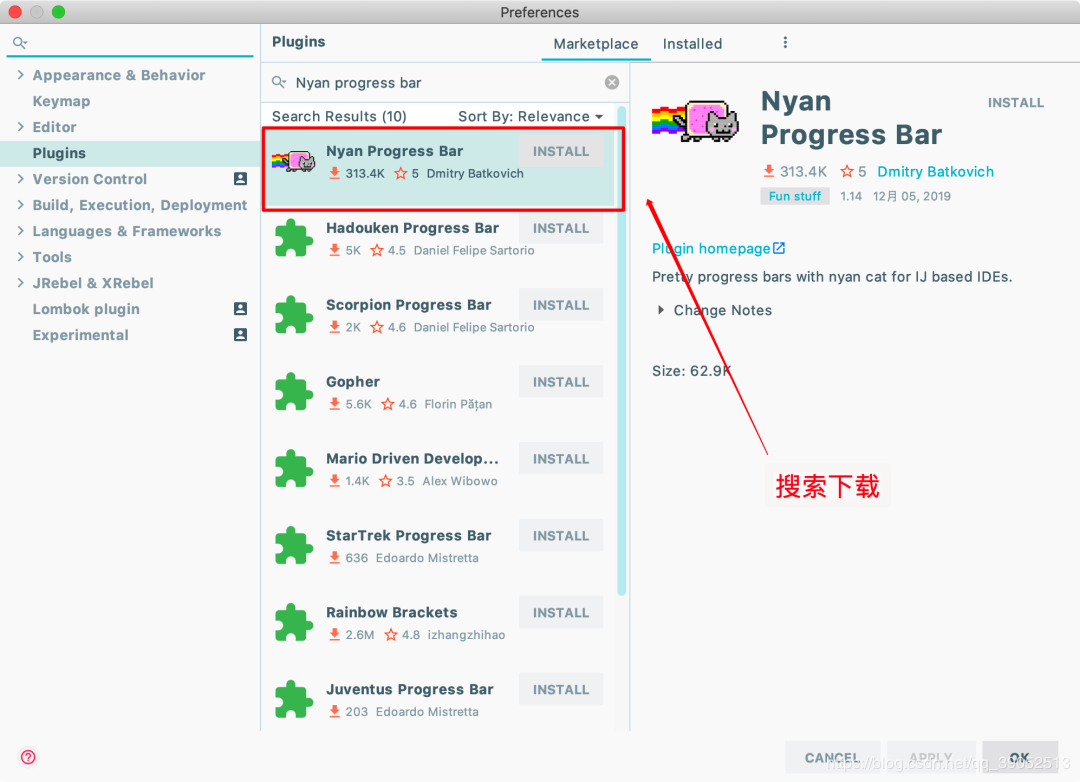 Preferences
Appearance & Behavior
Keymap
Editor
Plugins
Version Control
Build, Execution, Deployment
Languages & Frameworks
Tools
JRebel & XRebel
Lombok plugin
Experimental
Plugins Marketplace Installed
Nyan progress bar
Search Results (10) Sort By: Relevance
Nyan Progress Bar INSTALL
313.4K 5 Dmitry Batkovich
Hadouken Progress Bar INSTALL
5K 4.5 Daniel Felipe Sartorio
Scorpion Progress Bar INSTALL
2K 4.6 Daniel Felipe Sartorio
Gopher INSTALL
5.6K 4.6 Florin Pățan
Mario Driven Develop... INSTALL
1.4K 3.5 Alex Wibowo
StarTrek Progress Bar INSTALL
636 Edoardo Mistretta
Rainbow Brackets INSTALL
2.6M 4.8 izhangzhihao
Juventus Progress Bar INSTALL
203 Edoardo Mistretta
Nyan
Progress Bar
INSTALL
313.4K 5 Dmitry Batkovich
Fun stuff 1.14 12月 05, 2019
Plugin homepage
Pretty progress bars with nyan cat for IJ based IDEs.
Change Notes
Size: 62.9K
搜索下载
?
CANCEL APPLY OK